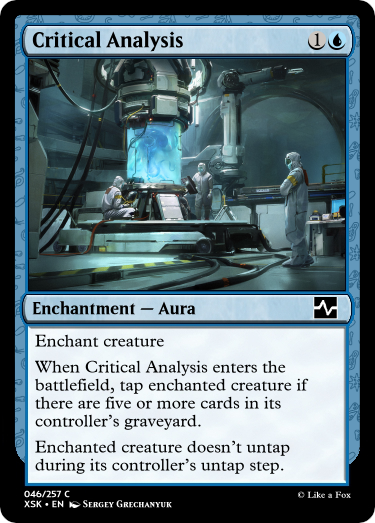 Critical Analysis 1
Enchantment — Aura
Enchant creature
When Critical Analysis enters the
battlefield, tap enchanted creature if
there are five or more cards in its
controller's graveyard.
Enchanted creature doesn't untap
during its controller's untap step.
046/257 C
XSK • EN Sergey Grechanyuk
© Like a Fox